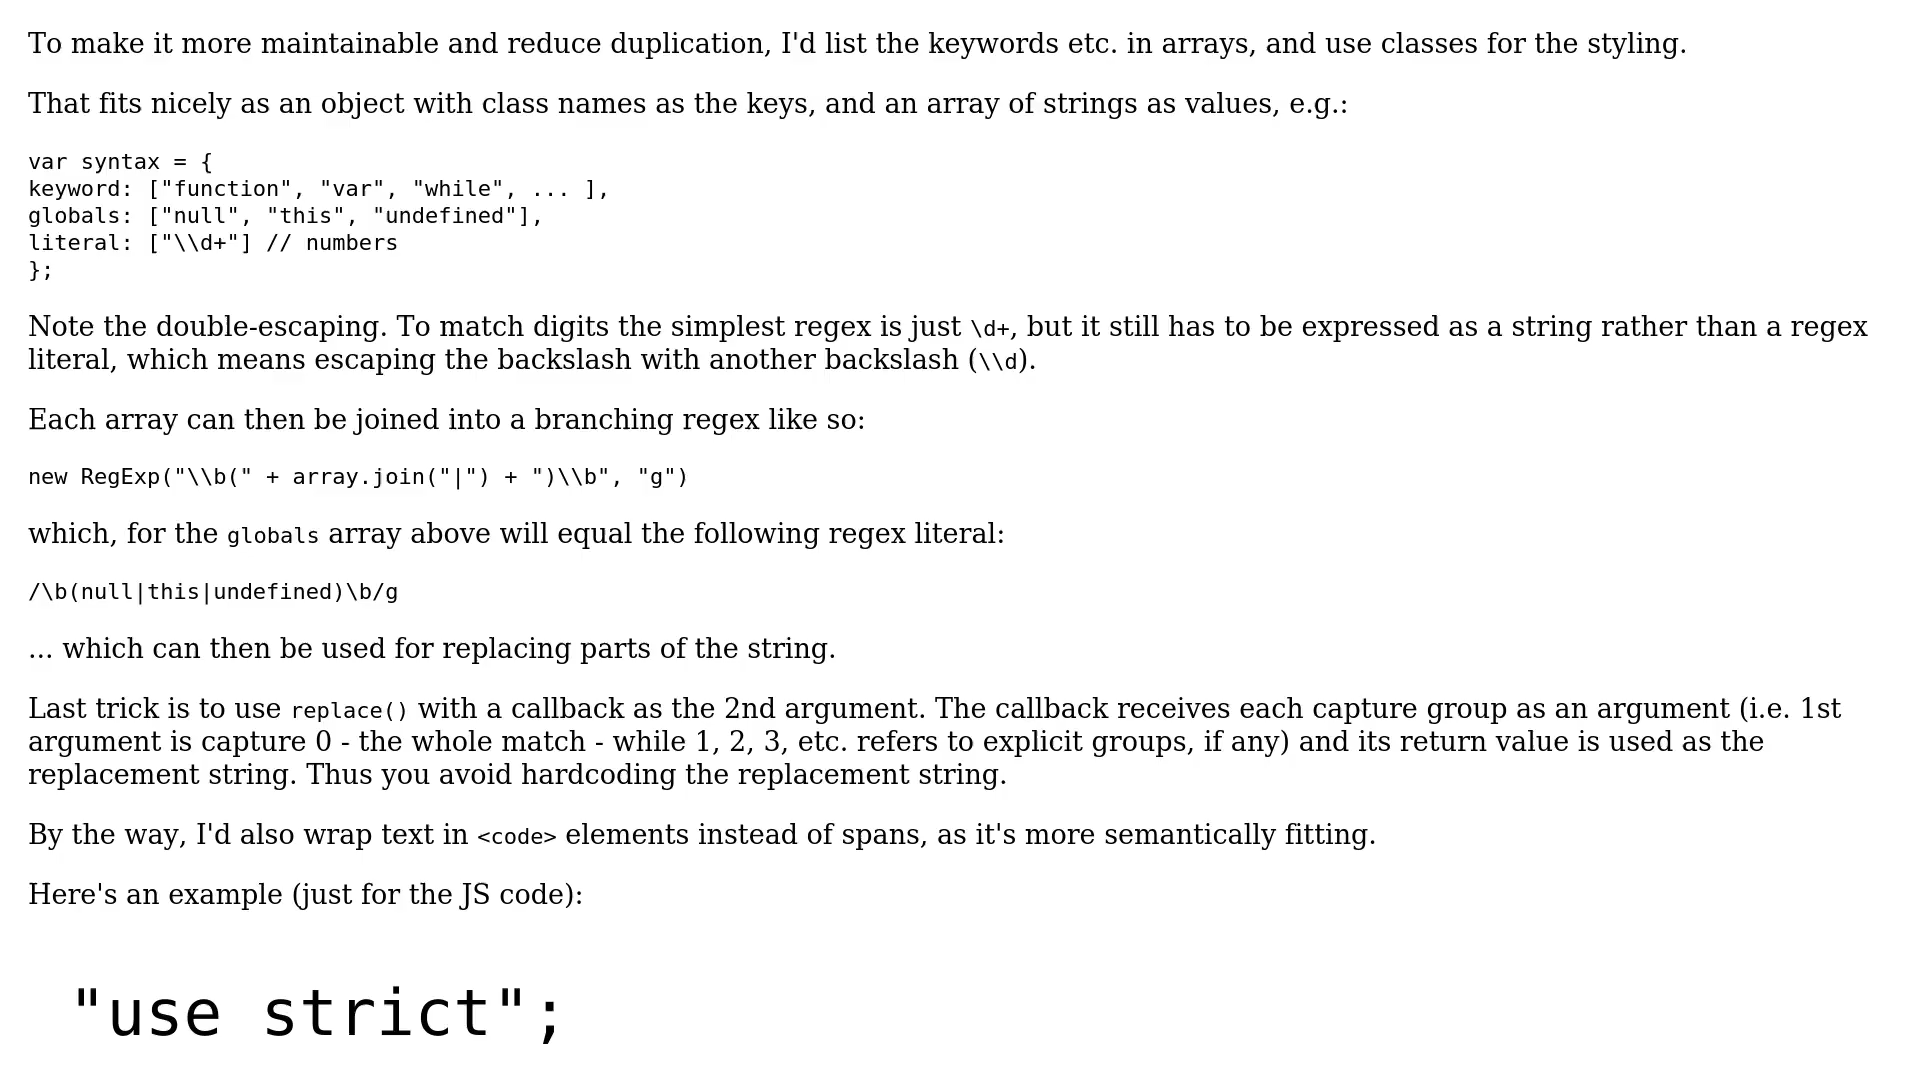 To make it more maintainable and reduce duplication, I'd list the keywords etc. in arrays, and use classes for the styling.
That fits nicely as an object with class names as the keys, and an array of strings as values, e.g.:
var syntax = {
keyword: ["function", "var", "while", ... ],
globals: ["null", "this", "undefined"],
literal: ["\\d+"] // numbers
};
Note the double-escaping. To match digits the simplest regex is just \d+, but it still has to be expressed as a string rather than a regex
literal, which means escaping the backslash with another backslash (\\d).
Each array can then be joined into a branching regex like so:
new RegExp("\\b(" + array.join("|") + ")\\b", "g")
which, for the globals array above will equal the following regex literal:
/\b(null|this|undefined)\b/g
... which can then be used for replacing parts of the string.
Last trick is to use replace() with a callback as the 2nd argument. The callback receives each capture group as an argument (i.e. 1st
argument is capture 0 - the whole match - while 1, 2, 3, etc. refers to explicit groups, if any) and its return value is used as the
replacement string. Thus you avoid hardcoding the replacement string.
By the way, I'd also wrap text in <code> elements instead of spans, as it's more semantically fitting.
Here's an example (just for the JS code):
"use strict";